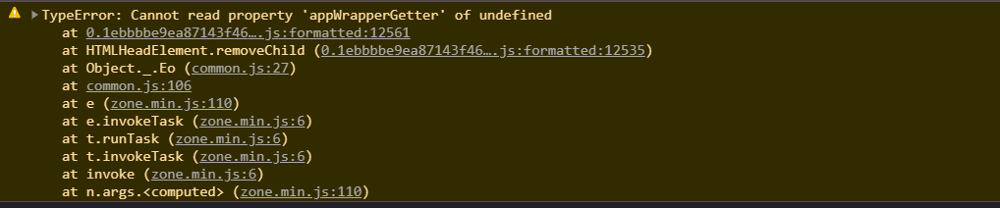 TypeError: Cannot read property 'appWrapperGetter' of undefined
at 0.1ebbbbe9ea87143f46….js:formatted:12561
at HTMLHeadElement.removeChild (0.1ebbbbe9ea87143f46….js:formatted:12535)
at Object._.Eo (common.js:27)
at common.js:106
at e (zone.min.js:110)
at e.invokeTask (zone.min.js:6)
at t.runTask (zone.min.js:6)
at t.invokeTask (zone.min.js:6)
at invoke (zone.min.js:6)
at n.args.<computed> (zone.min.js:110)